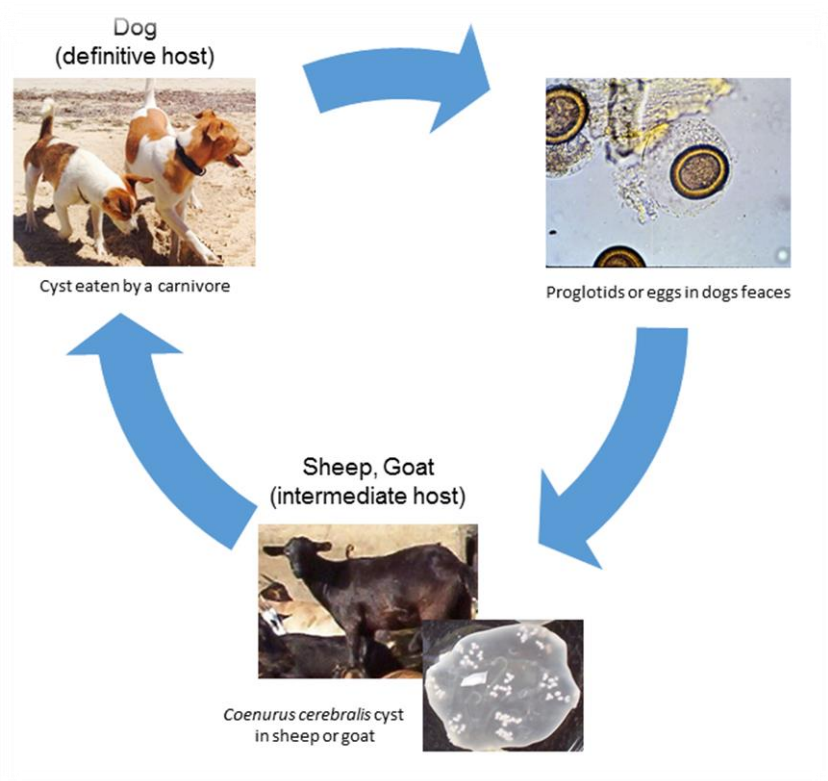 Dog
(definitive host)
Cyst eaten by a carnivore
Proglotids or eggs in dogs feaces
Sheep, Goat
(intermediate host)
Coenurus cerebralis cyst
in sheep or goat